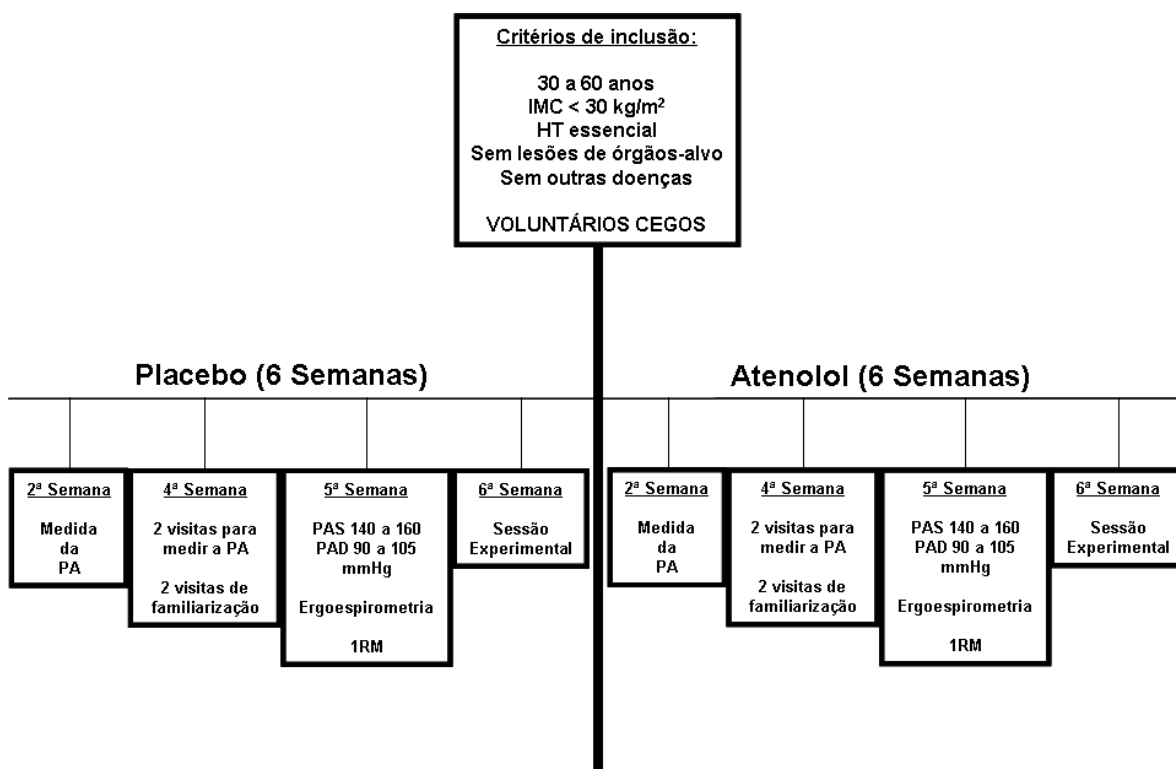 Critérios de inclusão:
30 a 60 anos
IMC < 30 kg/m²
HT essencial
Sem lesões de órgãos-alvo
Sem outras doenças
VOLUNTÁRIOS CEGOS
Placebo (6 Semanas)
2ª Semana
Medida
da
PA
4ª Semana
2 visitas para
medir a PA
2 visitas de
familiarização
5ª Semana
PAS 140 a 160
PAD 90 a 105
mmHg
Ergoespirometria
1RM
6ª Semana
Sessão
Experimental
Atenolol (6 Semanas)
2ª Semana
Medida
da
PA
4ª Semana
2 visitas para
medir a PA
2 visitas de
familiarização
5ª Semana
PAS 140 a 160
PAD 90 a 105
mmHg
Ergoespirometria
1RM
6ª Semana
Sessão
Experimental